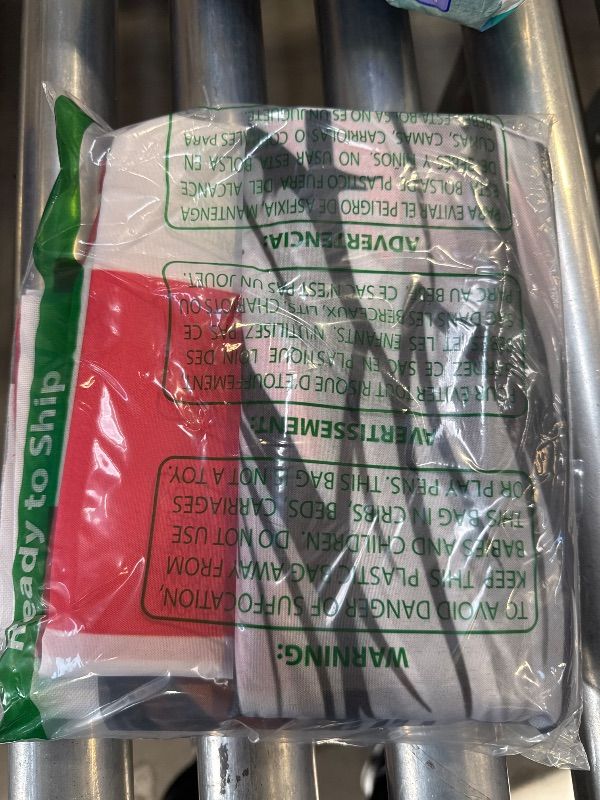 Ready to Ship
WARNING:
TO AVOID DANGER OF SUFFOCATION,
KEEP THIS PLASTIC BAG AWAY FROM
BABIES AND CHILDREN. DO NOT USE
THIS BAG IN CRIBS, BEDS, CARRIAGES
OR PLAY PENS. THIS BAG IS NOT A TOY.
AVERTISSEMENT:
POUR ÉVITER TOUT RISQUE D'ÉTOUFFEMENT,
GARDEZ CE SAC EN PLASTIQUE LOIN DES
BÉBÉS ET LES ENFANTS. N'UTILISEZ PAS CE
SAC DANS LES BERCEAUX, LITS, CHARIOTS OU
PARC AU BÉBÉ. CE SAC N'EST PAS UN JOUET.
ADVERTENCIA:
PARA EVITAR EL PELIGRO DE ASFIXIA, MANTENGA
ESTA BOLSA DE PLASTICO FUERA DEL ALCANCE
DE BEBÉS Y NINOS. NO USAR ESTA BOLSA EN
CUNAS, CAMAS, CARRIOLAS O CORRALES PARA
BEBES. ESTA BOLSA NO ES UN JUGUETE.